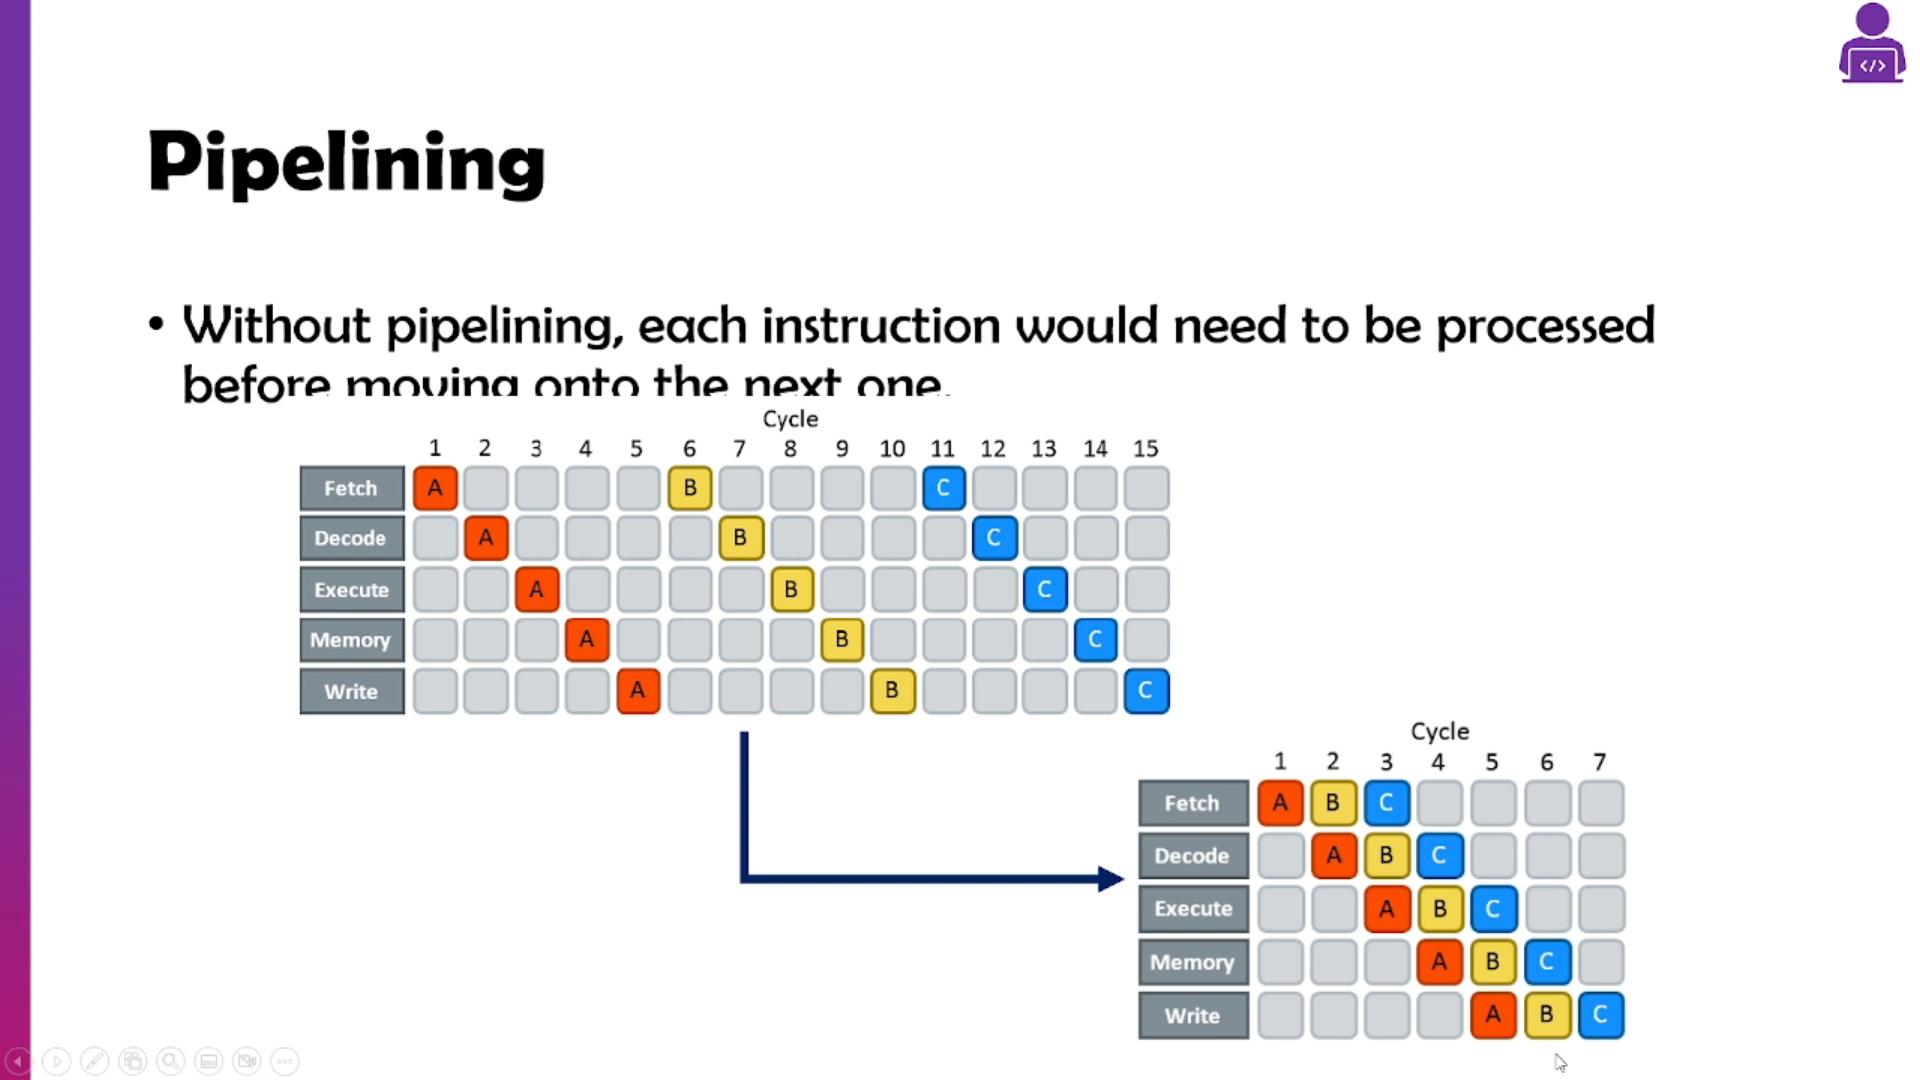 </>
Pipelining
• Without pipelining, each instruction would need to be processed
before moving onto the next one.
Cycle
1 2 3 4 5 6 7 8 9 10 11 12 13 14 15
Fetch A B C
Decode A B C
Execute A B C
Memory A B C
Write A B C
Cycle
1 2 3 4 5 6 7
Fetch A B C
Decode A B C
Execute A B C
Memory A B C
Write A B C